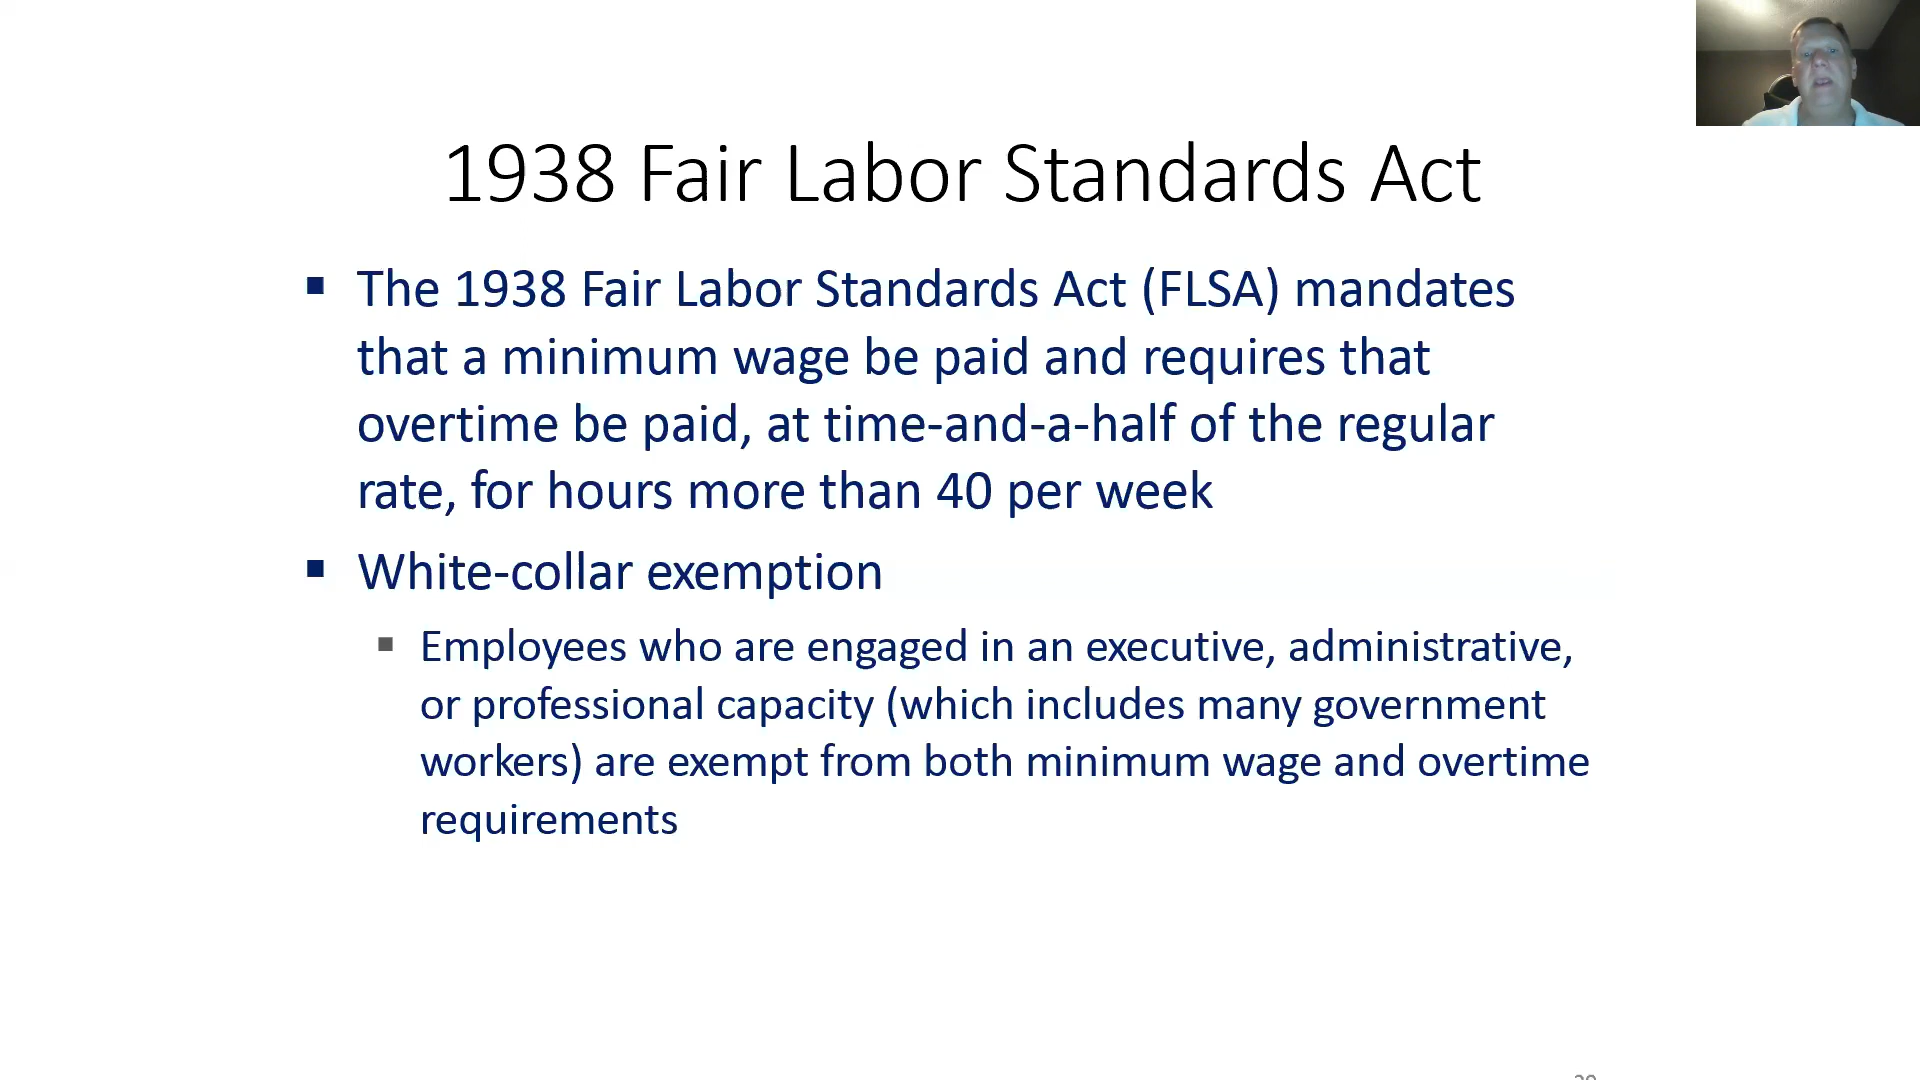 1938 Fair Labor Standards Act
The 1938 Fair Labor Standards Act (FLSA) mandates
that a minimum wage be paid and requires that
overtime be paid, at time-and-a-half of the regular
rate, for hours more than 40 per week
White-collar exemption
Employees who are engaged in an executive, administrative,
or professional capacity (which includes many government
workers) are exempt from both minimum wage and overtime
requirements